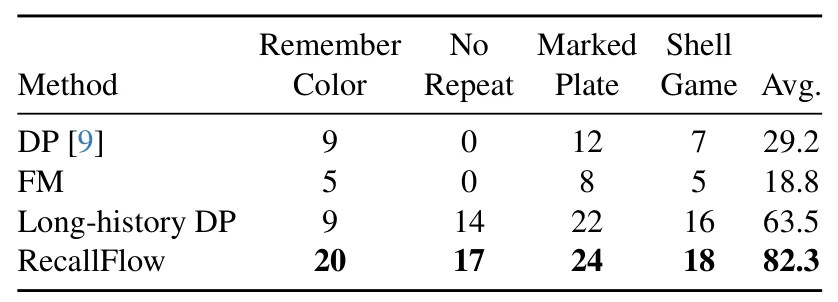 Method Remember Color No Repeat Marked Plate Shell Game Avg.
DP [9] 9 0 12 7 29.2
FM 5 0 8 5 18.8
Long-history DP 9 14 22 16 63.5
RecallFlow 20 17 24 18 82.3